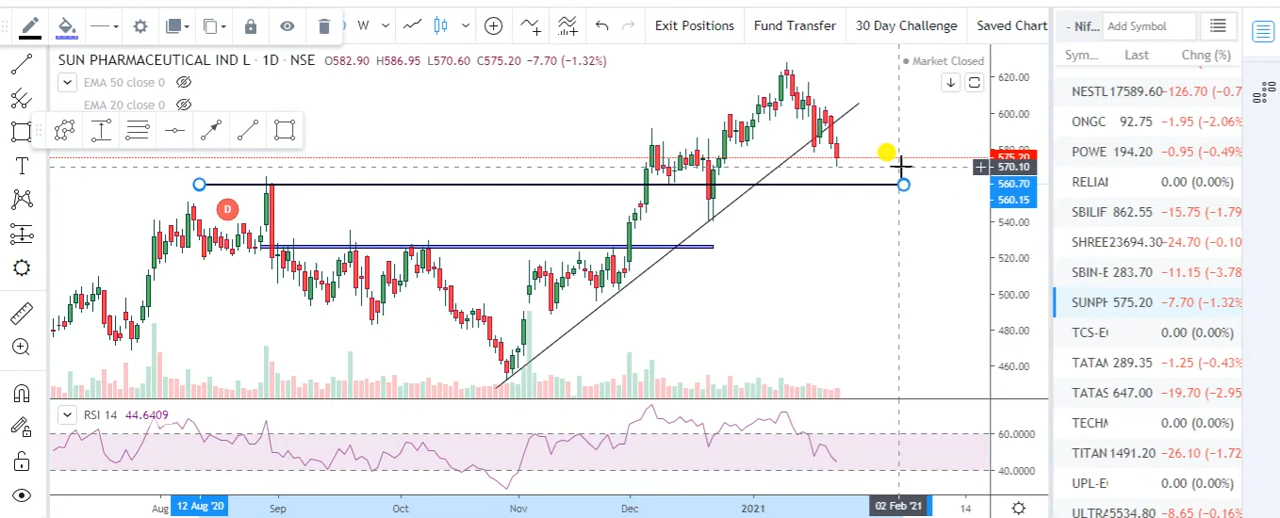 W Exit Positions Fund Transfer 30 Day Challenge Saved Chart
- Nif... Add Symbol
SUN PHARMACEUTICAL IND L · 1D · NSE O582.90 H586.95 L570.60 C575.20 -7.70 (-1.32%)
Market Closed
Sym... Last Chng (%)
EMA 50 close 0
EMA 20 close 0
T
D
620.00
600.00
575.20
570.10
560.70
560.15
540.00
520.00
500.00
480.00
460.00
NESTL 17589.60 -126.70 (-0.7
ONGC 92.75 -1.95 (-2.06%
POWE 194.20 -0.95 (-0.49%
RELIAN 0.00 (0.00%)
SBILIF 862.55 -15.75 (-1.79
SHREE 23694.30 -24.70 (-0.10
SBIN-E 283.70 -11.15 (-3.78
SUNPH 575.20 -7.70 (-1.32%
TCS-E 0.00 (0.00%)
TATAM 289.35 -1.25 (-0.43%
TATAS 647.00 -19.70 (-2.95
TECHM 0.00 (0.00%)
TITAN 1491.20 -26.10 (-1.72
UPL-E 0.00 (0.00%)
ULTRA 5534.80 -8.65 (-0.16%
RSI 14 44.6409
60.0000
40.0000
Aug 12 Aug '20 Sep Oct Nov Dec 2021 02 Feb '21 14